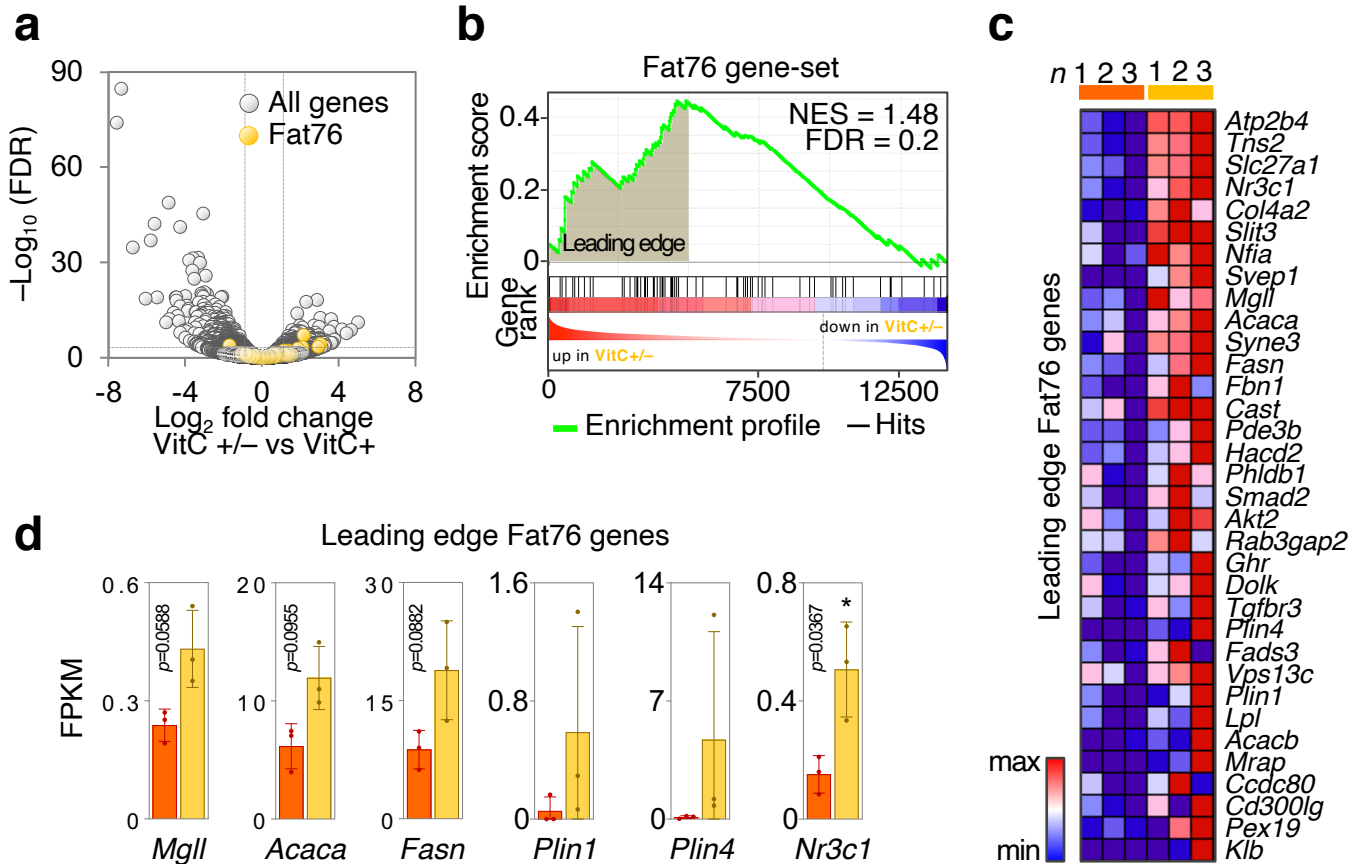 a
90
60
30
0
–Log10 (FDR)
All genes
Fat76
-8
-4
0
4
8
Log2 fold change
VitC +/– vs VitC+
b
Fat76 gene-set
NES = 1.48
FDR = 0.2
0.4
0.2
0
Enrichment score
Leading edge
Gene
rank
down in VitC+/–
up in VitC+/–
0
7500
12500
Enrichment profile
Hits
c
n 1 2 3 1 2 3
Leading edge Fat76 genes
Atp2b4
Tns2
Slc27a1
Nr3c1
Col4a2
Slit3
Nfia
Svep1
Mgll
Acaca
Syne3
Fasn
Fbn1
Cast
Pde3b
Hacd2
Phldb1
Smad2
Akt2
Rab3gap2
Ghr
Dolk
Tgfbr3
Plin4
Fads3
Vps13c
Plin1
Lpl
Acacb
Mrap
Ccdc80
Cd300lg
Pex19
Klb
max
min
d
Leading edge Fat76 genes
FPKM
0.6
0.3
0
p=0.0588
Mgll
20
10
0
p=0.0955
Acaca
30
15
0
p=0.0882
Fasn
1.6
0.8
0
Plin1
14
7
0
Plin4
0.8
0.4
0
p=0.0367
*
Nr3c1